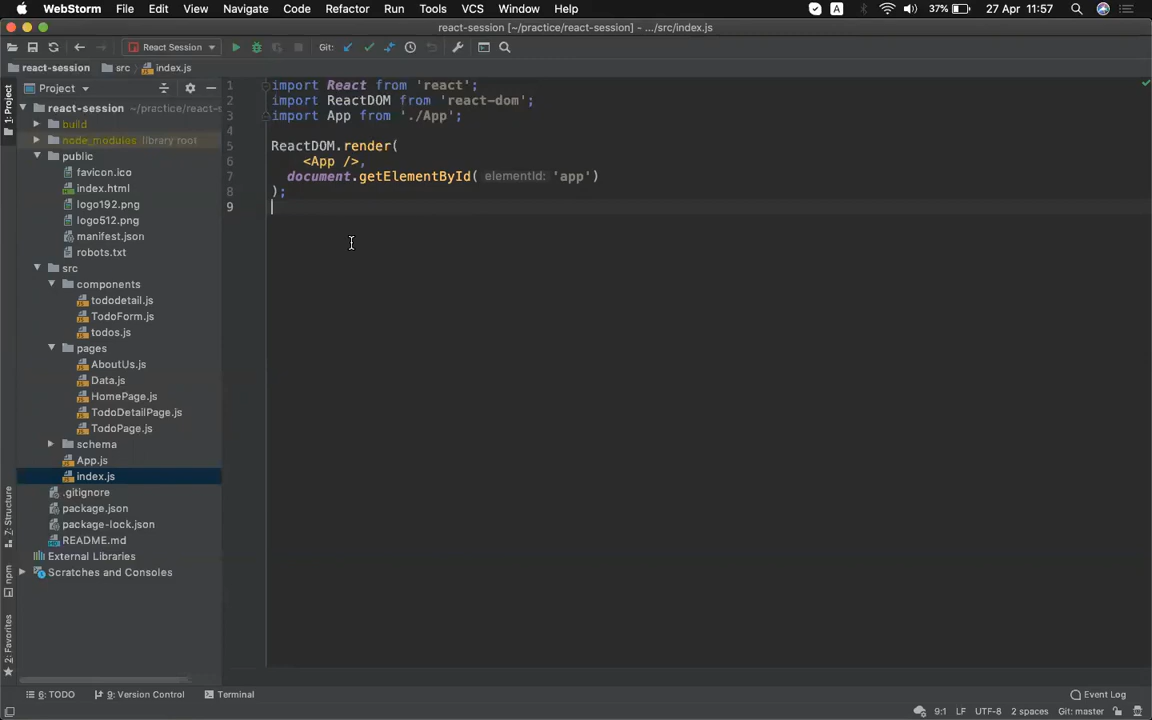 WebStorm File Edit View Navigate Code Refactor Run Tools VCS Window Help A 37% 27 Apr 11:57
react-session [~/practice/react-session] - .../src/index.js
React Session Git:
react-session src index.js
1: Project
Project
react-session ~/practice/react-s
build
node_modules library root
public
favicon.ico
index.html
logo192.png
logo512.png
manifest.json
robots.txt
src
components
tododetail.js
TodoForm.js
todos.js
pages
AboutUs.js
Data.js
HomePage.js
TodoDetailPage.js
TodoPage.js
schema
App.js
index.js
.gitignore
package.json
package-lock.json
README.md
External Libraries
Scratches and Consoles
1 import React from 'react';
2 import ReactDOM from 'react-dom';
3 import App from './App';
4
5 ReactDOM.render(
6 <App />,
7 document.getElementById( elementId: 'app')
8 );
9
7: Structure
npm
2: Favorites
6: TODO 9: Version Control Terminal Event Log
9:1 LF UTF-8 2 spaces Git: master